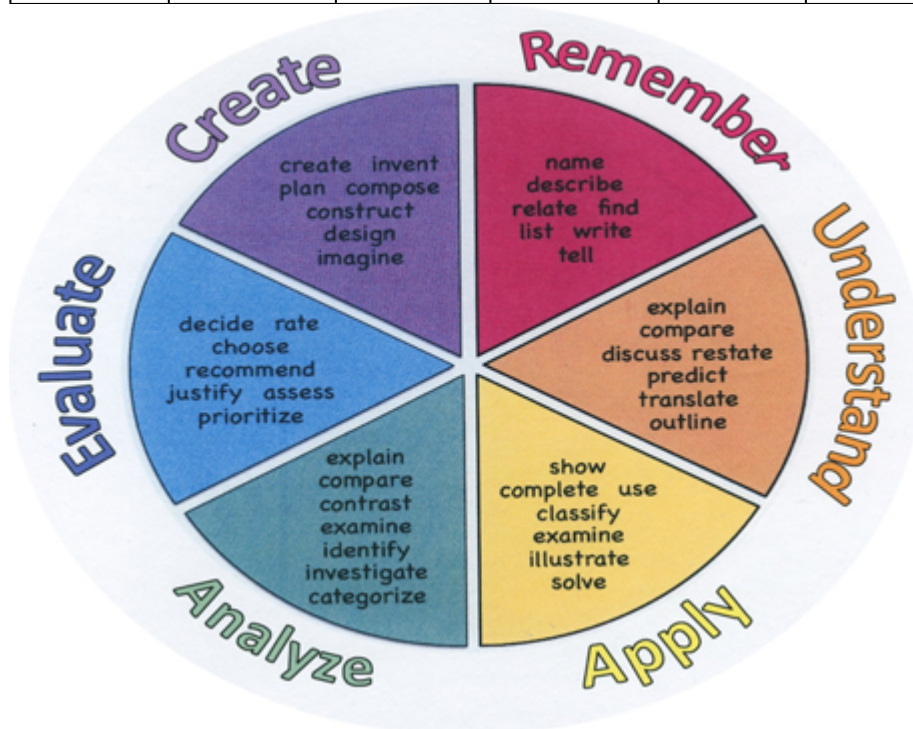 Remember
name
describe
relate find
list write
tell
Understand
explain
compare
discuss restate
predict
translate
outline
Apply
show
complete use
classify
examine
illustrate
solve
Analyze
explain
compare
contrast
examine
identify
investigate
categorize
Evaluate
decide rate
choose
recommend
justify assess
prioritize
Create
create invent
plan compose
construct
design
imagine